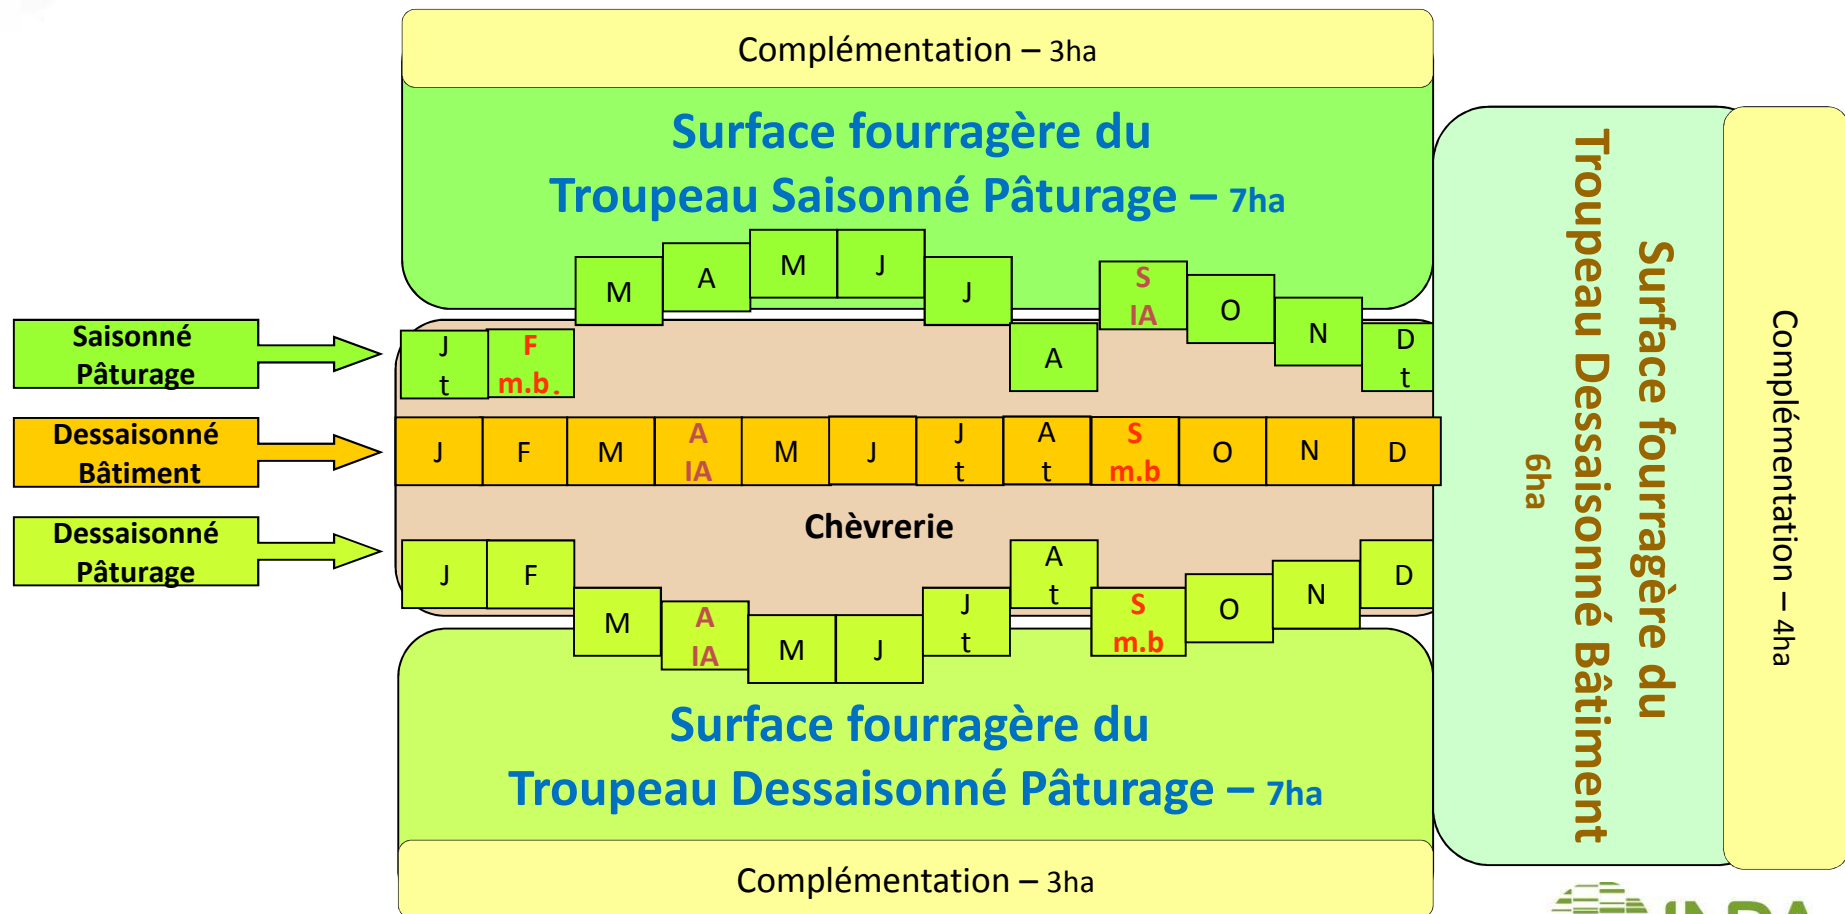 Complémentation – 3ha
Surface fourragère du
Troupeau Saisonné Pâturage – 7ha
M
A
M
J
J
S
IA
O
N
Saisonné
Pâturage
J
t
F
m.b.
A
D
t
Dessaisonné
Bâtiment
J
F
M
A
IA
M
J
J
t
A
t
S
m.b
O
N
D
Chèvrerie
Dessaisonné
Pâturage
J
F
M
A
IA
M
J
J
t
A
t
S
m.b
O
N
D
Surface fourragère du
Troupeau Dessaisonné Pâturage – 7ha
Complémentation – 3ha
Surface fourragère du
Troupeau Dessaisonné Bâtiment
6ha
Complémentation – 4ha